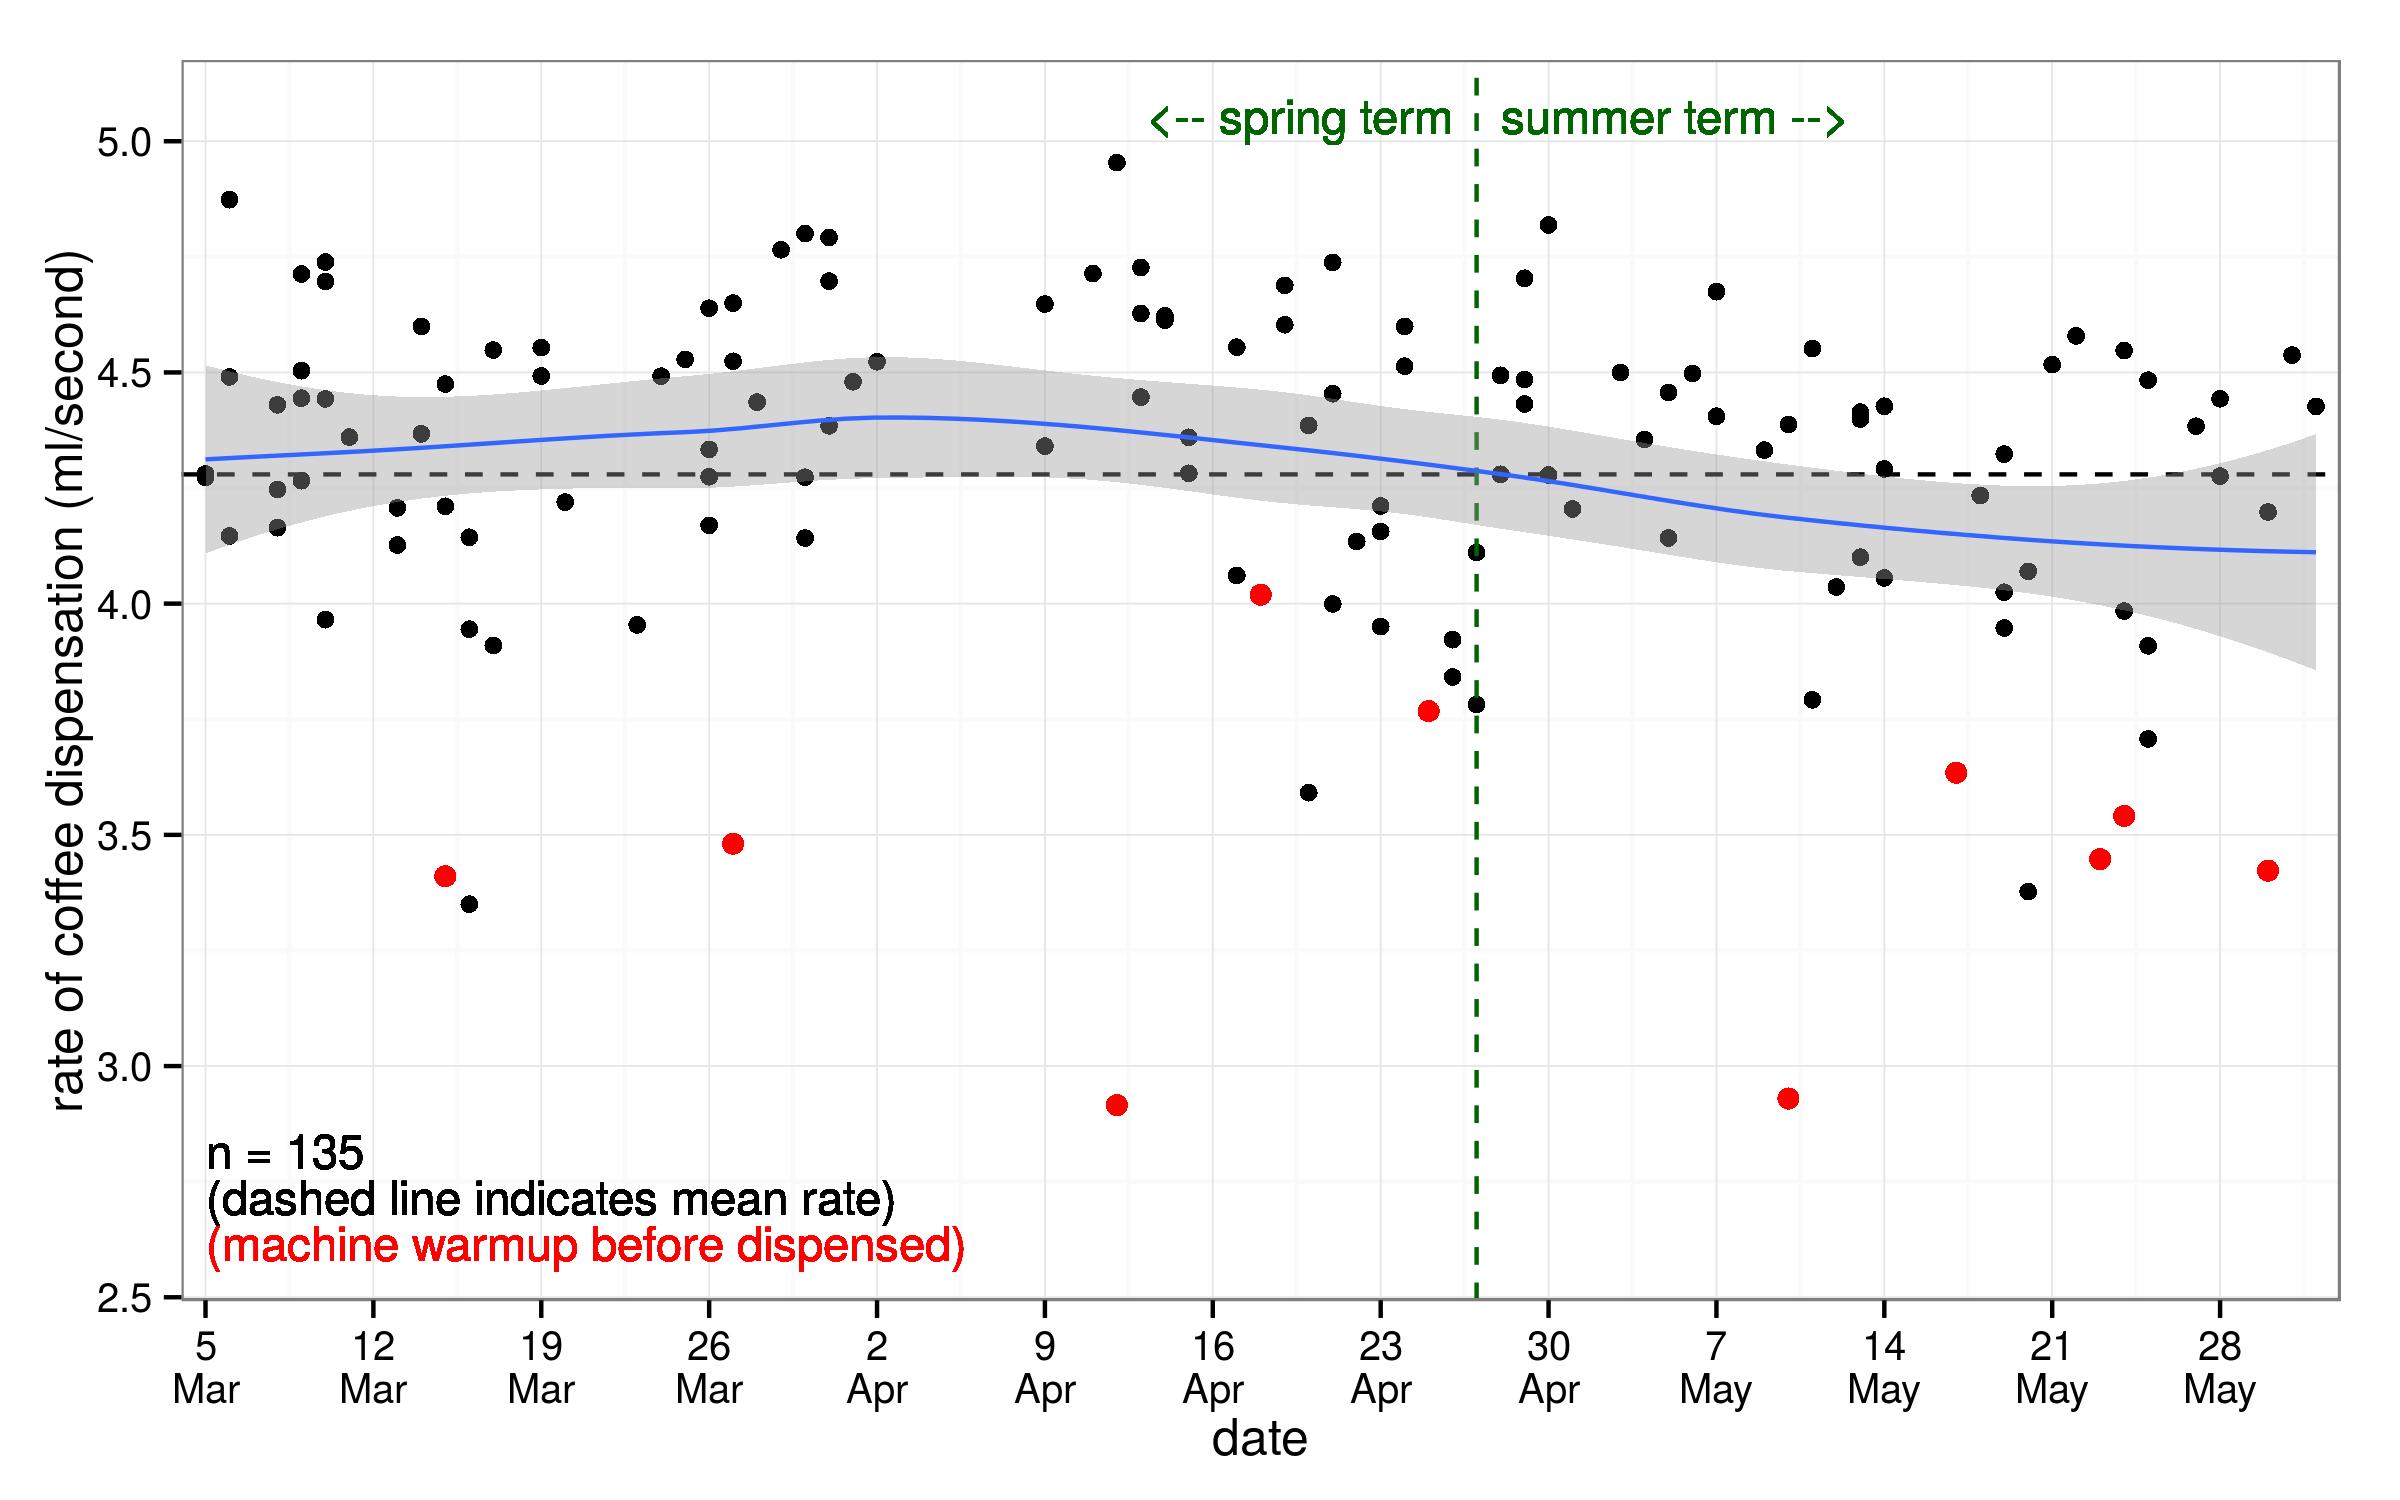 <-- spring term summer term -->
5.0
4.5
4.0
3.5
3.0
2.5
rate of coffee dispensation (ml/second)
n = 135
(dashed line indicates mean rate)
(machine warmup before dispensed)
5 12 19 26 2 9 16 23 30 7 14 21 28
Mar Mar Mar Mar Apr Apr Apr Apr Apr May May May May
date